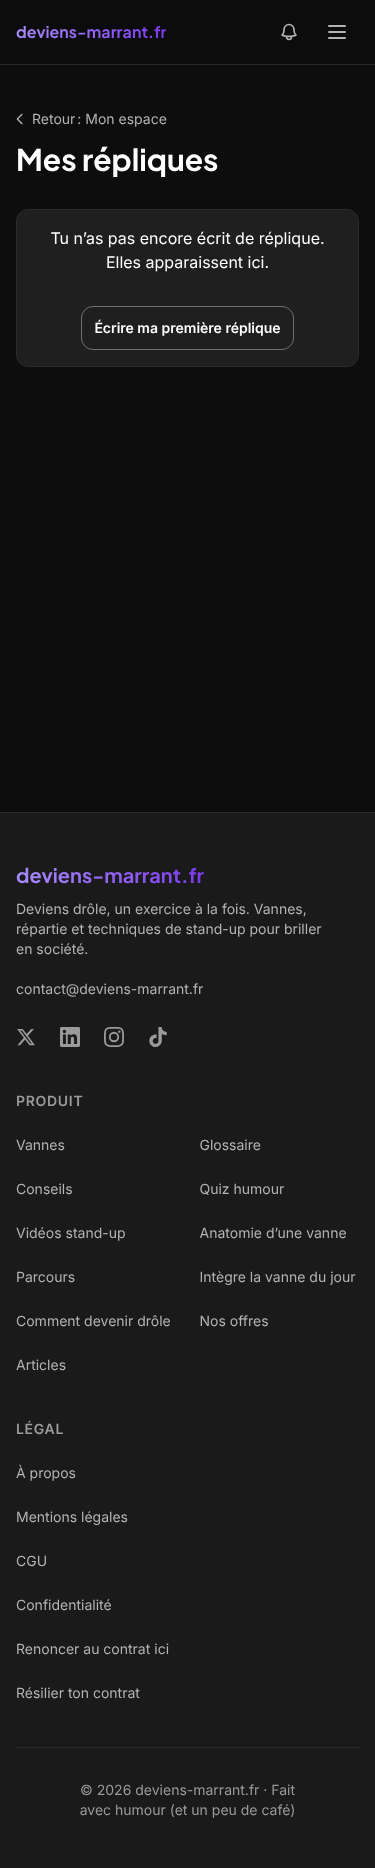 deviens-marrant.fr
Retour : Mon espace
Mes répliques
Tu n’as pas encore écrit de réplique.
Elles apparaissent ici.
Écrire ma première réplique
deviens-marrant.fr
Deviens drôle, un exercice à la fois. Vannes,
répartie et techniques de stand-up pour briller
en société.
contact@deviens-marrant.fr
PRODUIT
Vannes
Glossaire
Conseils
Quiz humour
Vidéos stand-up
Anatomie d’une vanne
Parcours
Intègre la vanne du jour
Comment devenir drôle
Nos offres
Articles
LÉGAL
À propos
Mentions légales
CGU
Confidentialité
Renoncer au contrat ici
Résilier ton contrat
© 2026 deviens-marrant.fr · Fait
avec humour (et un peu de café)